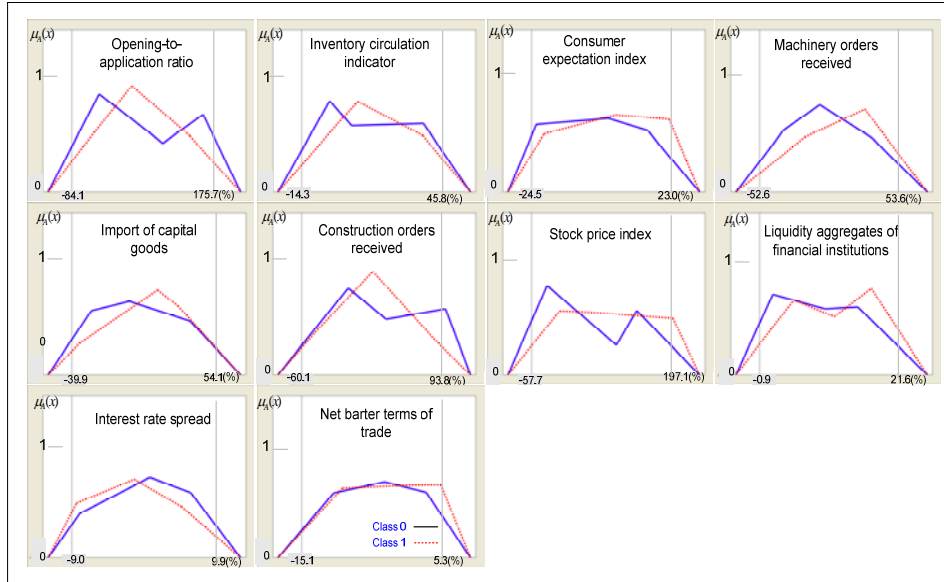 μA(x)
Opening-to-
application ratio
1
0
-84.1
175.7(%)
μA(x)
Inventory circulation
indicator
1
0
-14.3
45.8(%)
μA(x)
Consumer
expectation index
1
0
-24.5
23.0(%)
μA(x)
Machinery orders
received
1
0
-52.6
53.6(%)
μA(x)
Import of capital
goods
1
0
-39.9
54.1(%)
μA(x)
Construction orders
received
1
0
-60.1
93.8(%)
μA(x)
Stock price index
1
0
-57.7
197.1(%)
μA(x)
Liquidity aggregates of
financial institutions
1
0
-0.9
21.6(%)
μA(x)
Interest rate spread
1
0
-9.0
9.9(%)
μA(x)
Net barter terms of
trade
1
Class 0
Class 1
0
-15.1
5.3(%)